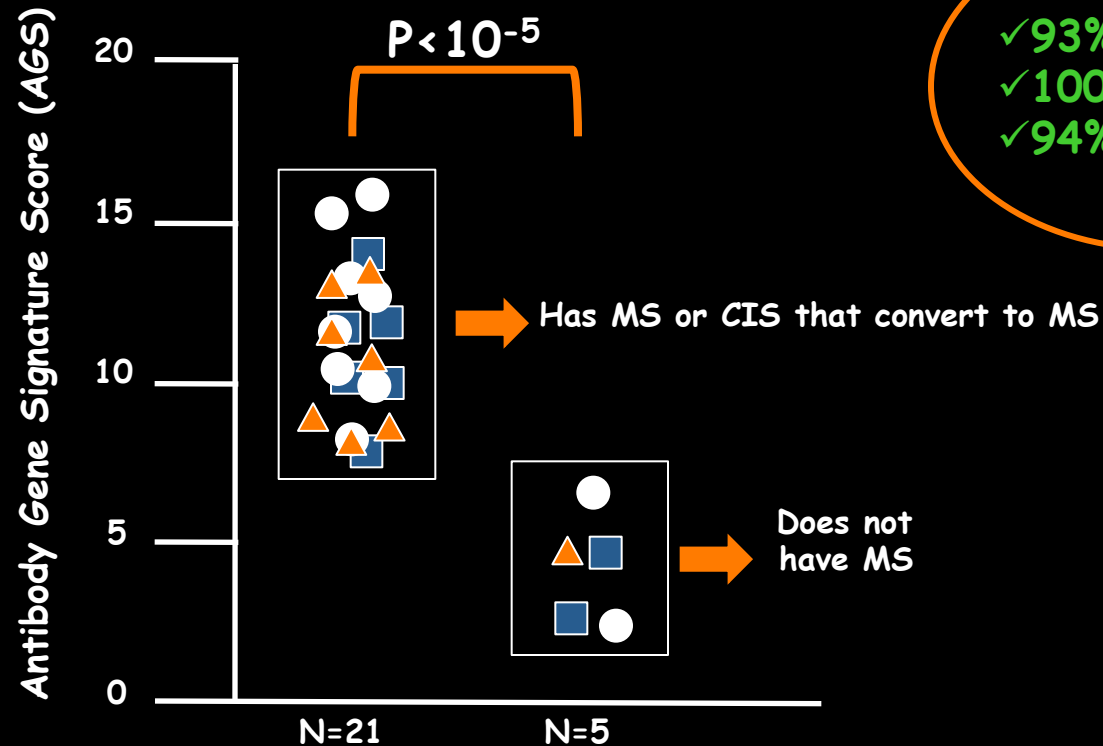 Antibody Gene Signature Score (AGS)
20
15
10
5
0
P<10⁻⁵
✓93%
✓100
✓94%
Has MS or CIS that convert to MS
Does not
have MS
N=21
N=5